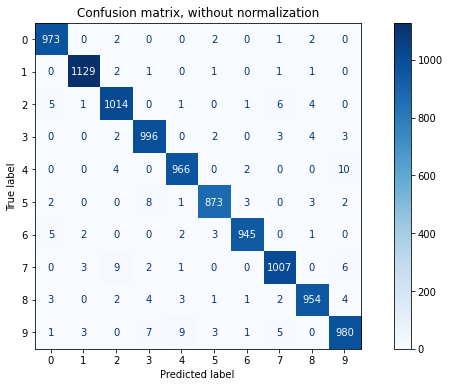 Confusion matrix, without normalization
0 973 0 2 0 0 2 0 1 2 0
1 0 1129 2 1 0 1 0 1 1 0
2 5 1 1014 0 1 0 1 6 4 0
3 0 0 2 996 0 2 0 3 4 3
4 0 0 4 0 966 0 2 0 0 10
5 2 0 0 8 1 873 3 0 3 2
6 5 2 0 0 2 3 945 0 1 0
7 0 3 9 2 1 0 0 1007 0 6
8 3 0 2 4 3 1 1 2 954 4
9 1 3 0 7 9 3 1 5 0 980
0 1 2 3 4 5 6 7 8 9
True label
Predicted label
1000
800
600
400
200
0